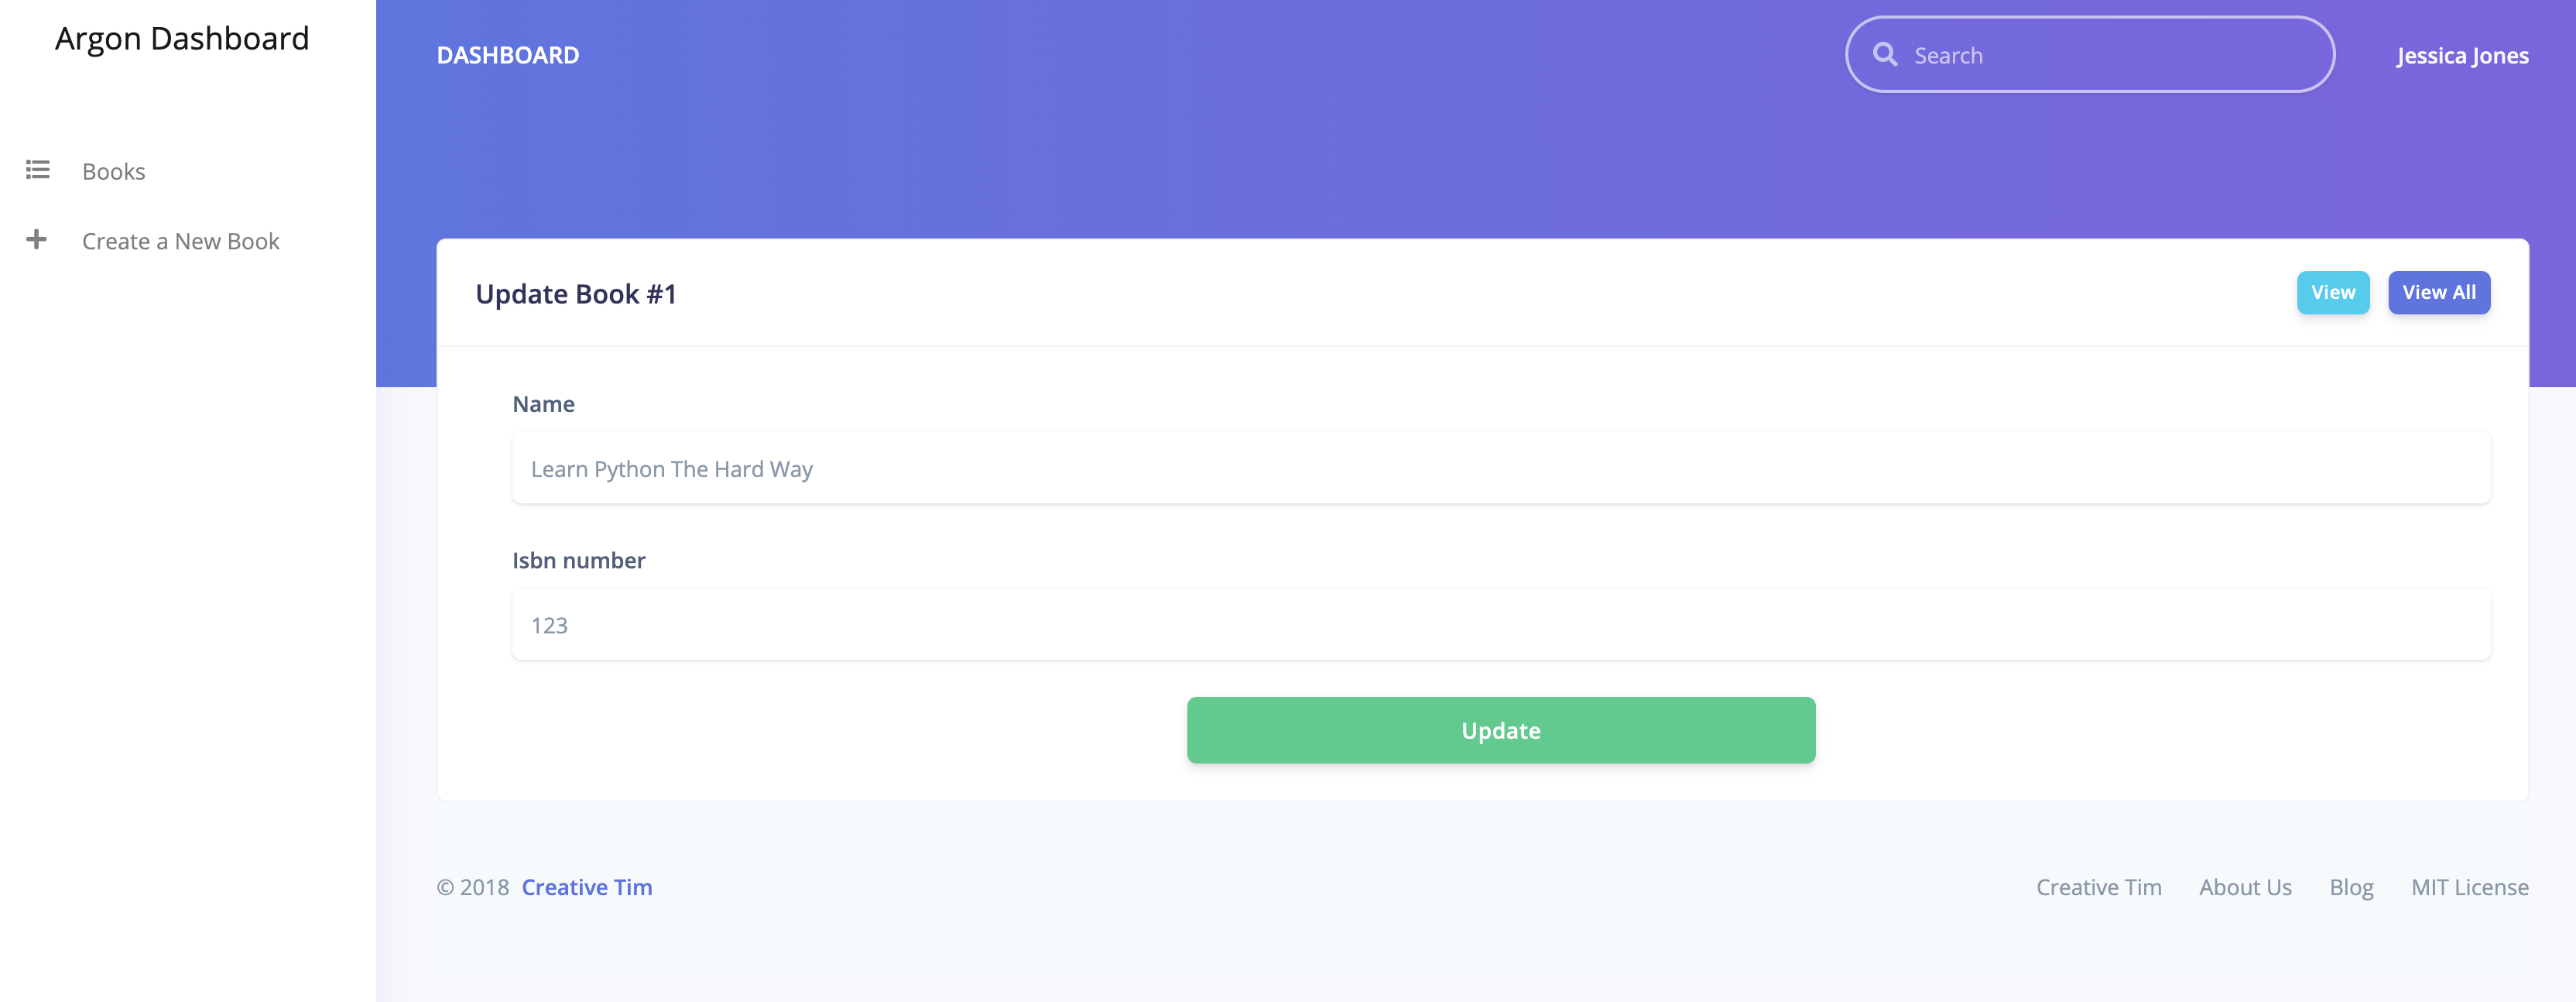 Argon Dashboard
Books
Create a New Book
DASHBOARD
Search
Jessica Jones
Update Book #1
View
View All
Name
Learn Python The Hard Way
Isbn number
123
Update
© 2018 Creative Tim
Creative Tim
About Us
Blog
MIT License